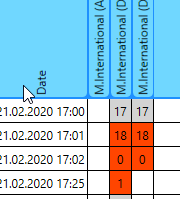 Date M.International (A M.International (D M.International (D
21.02.2020 17:00 17 17
21.02.2020 17:01 18 18
21.02.2020 17:02 0 0
21.02.2020 17:25 1